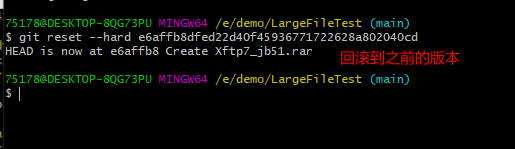 75178@DESKTOP-8QG73PU MINGW64 /e/demo/LargeFileTest (main)
$ git reset --hard e6affb8dfed22d40f45936771722628a802040cd
HEAD is now at e6affb8 Create Xftp7_jb51.rar
回滚到之前的版本
75178@DESKTOP-8QG73PU MINGW64 /e/demo/LargeFileTest (main)
$